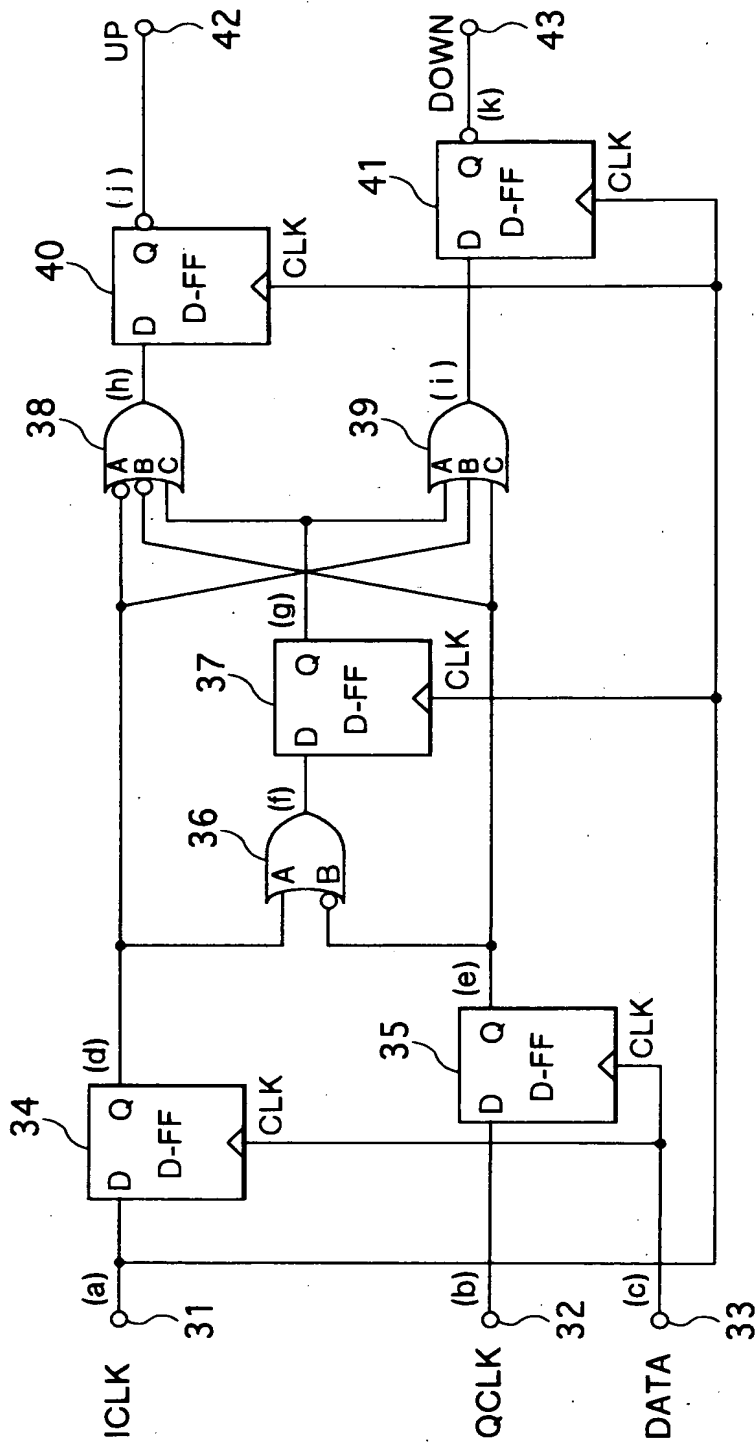 ICLK
31
(a)
34
D
Q
D-FF
CLK
(d)
QCLK
32
(b)
35
D
Q
D-FF
CLK
(e)
DATA
33
(c)
36
A
B
(f)
37
D
Q
D-FF
CLK
(g)
38
A
B
C
(h)
39
A
B
C
(i)
40
D
Q
D-FF
CLK
(j)
UP
42
41
D
Q
D-FF
CLK
(k)
DOWN
43